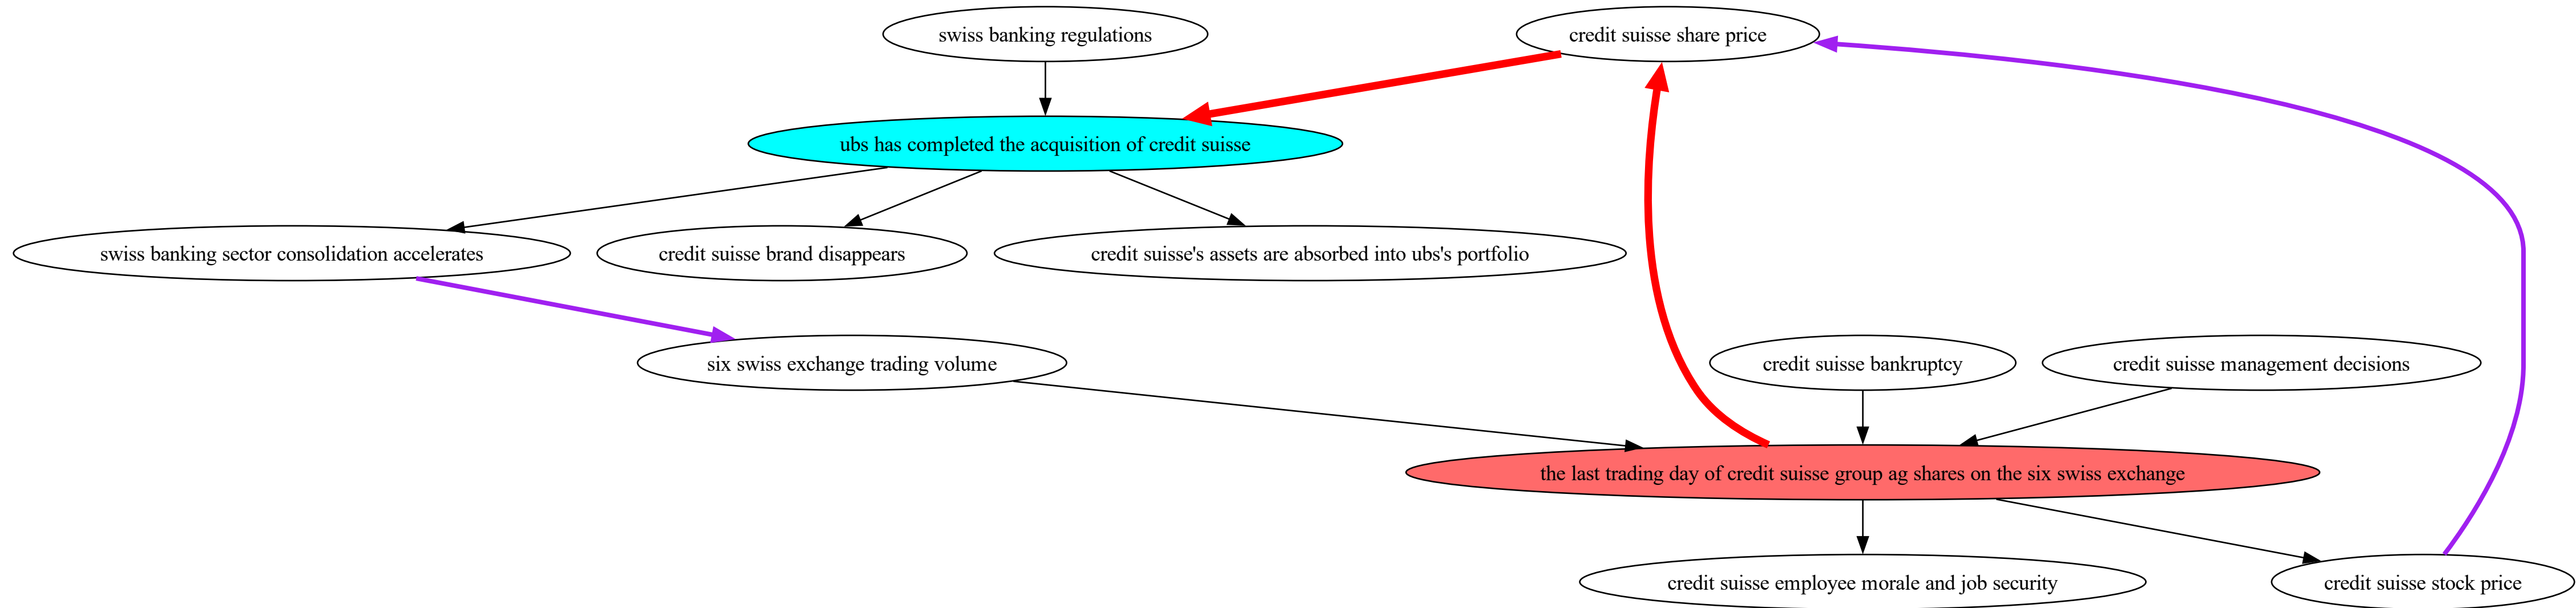 swiss banking regulations
credit suisse share price
ubs has completed the acquisition of credit suisse
swiss banking sector consolidation accelerates
credit suisse brand disappears
credit suisse's assets are absorbed into ubs's portfolio
six swiss exchange trading volume
credit suisse bankruptcy
credit suisse management decisions
the last trading day of credit suisse group ag shares on the six swiss exchange
credit suisse employee morale and job security
credit suisse stock price